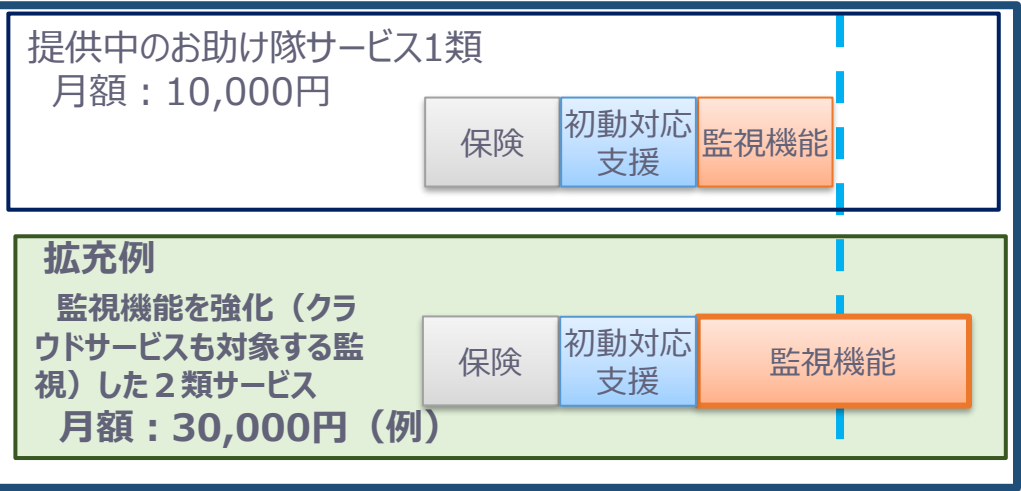 提供中のお助け隊サービス1類
月額：10,000円
保険
初動対応
支援
監視機能
拡充例
監視機能を強化（クラ
ウドサービスも対象する監
視）した２類サービス
月額：30,000円（例）
保険
初動対応
支援
監視機能